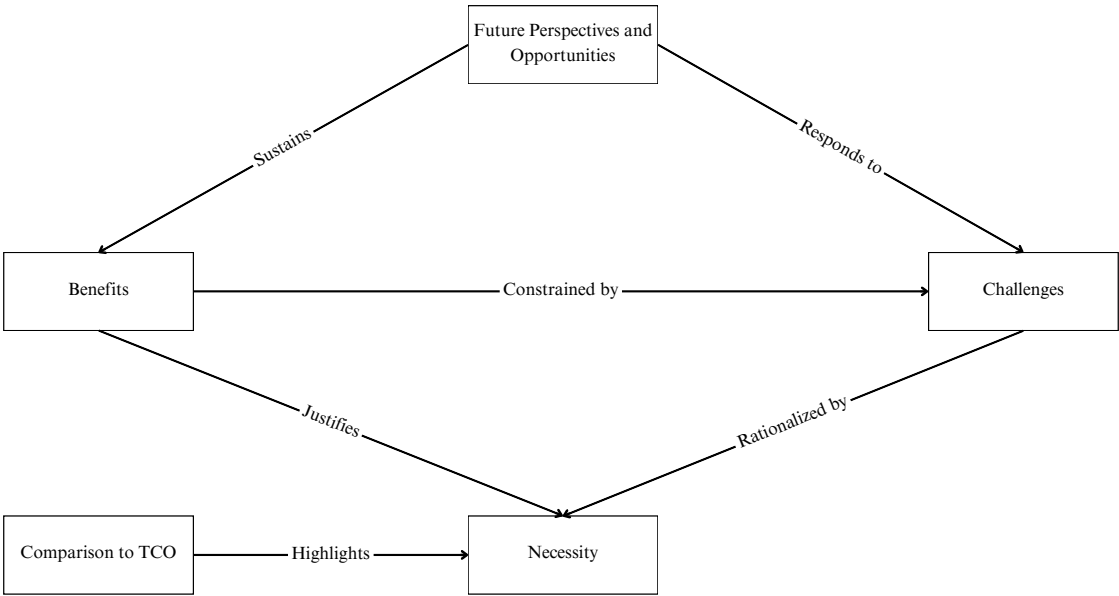 Future Perspectives and
Opportunities
Sustains
Responds to
Benefits
Constrained by
Challenges
Justifies
Rationalized by
Comparison to TCO
Highlights
Necessity